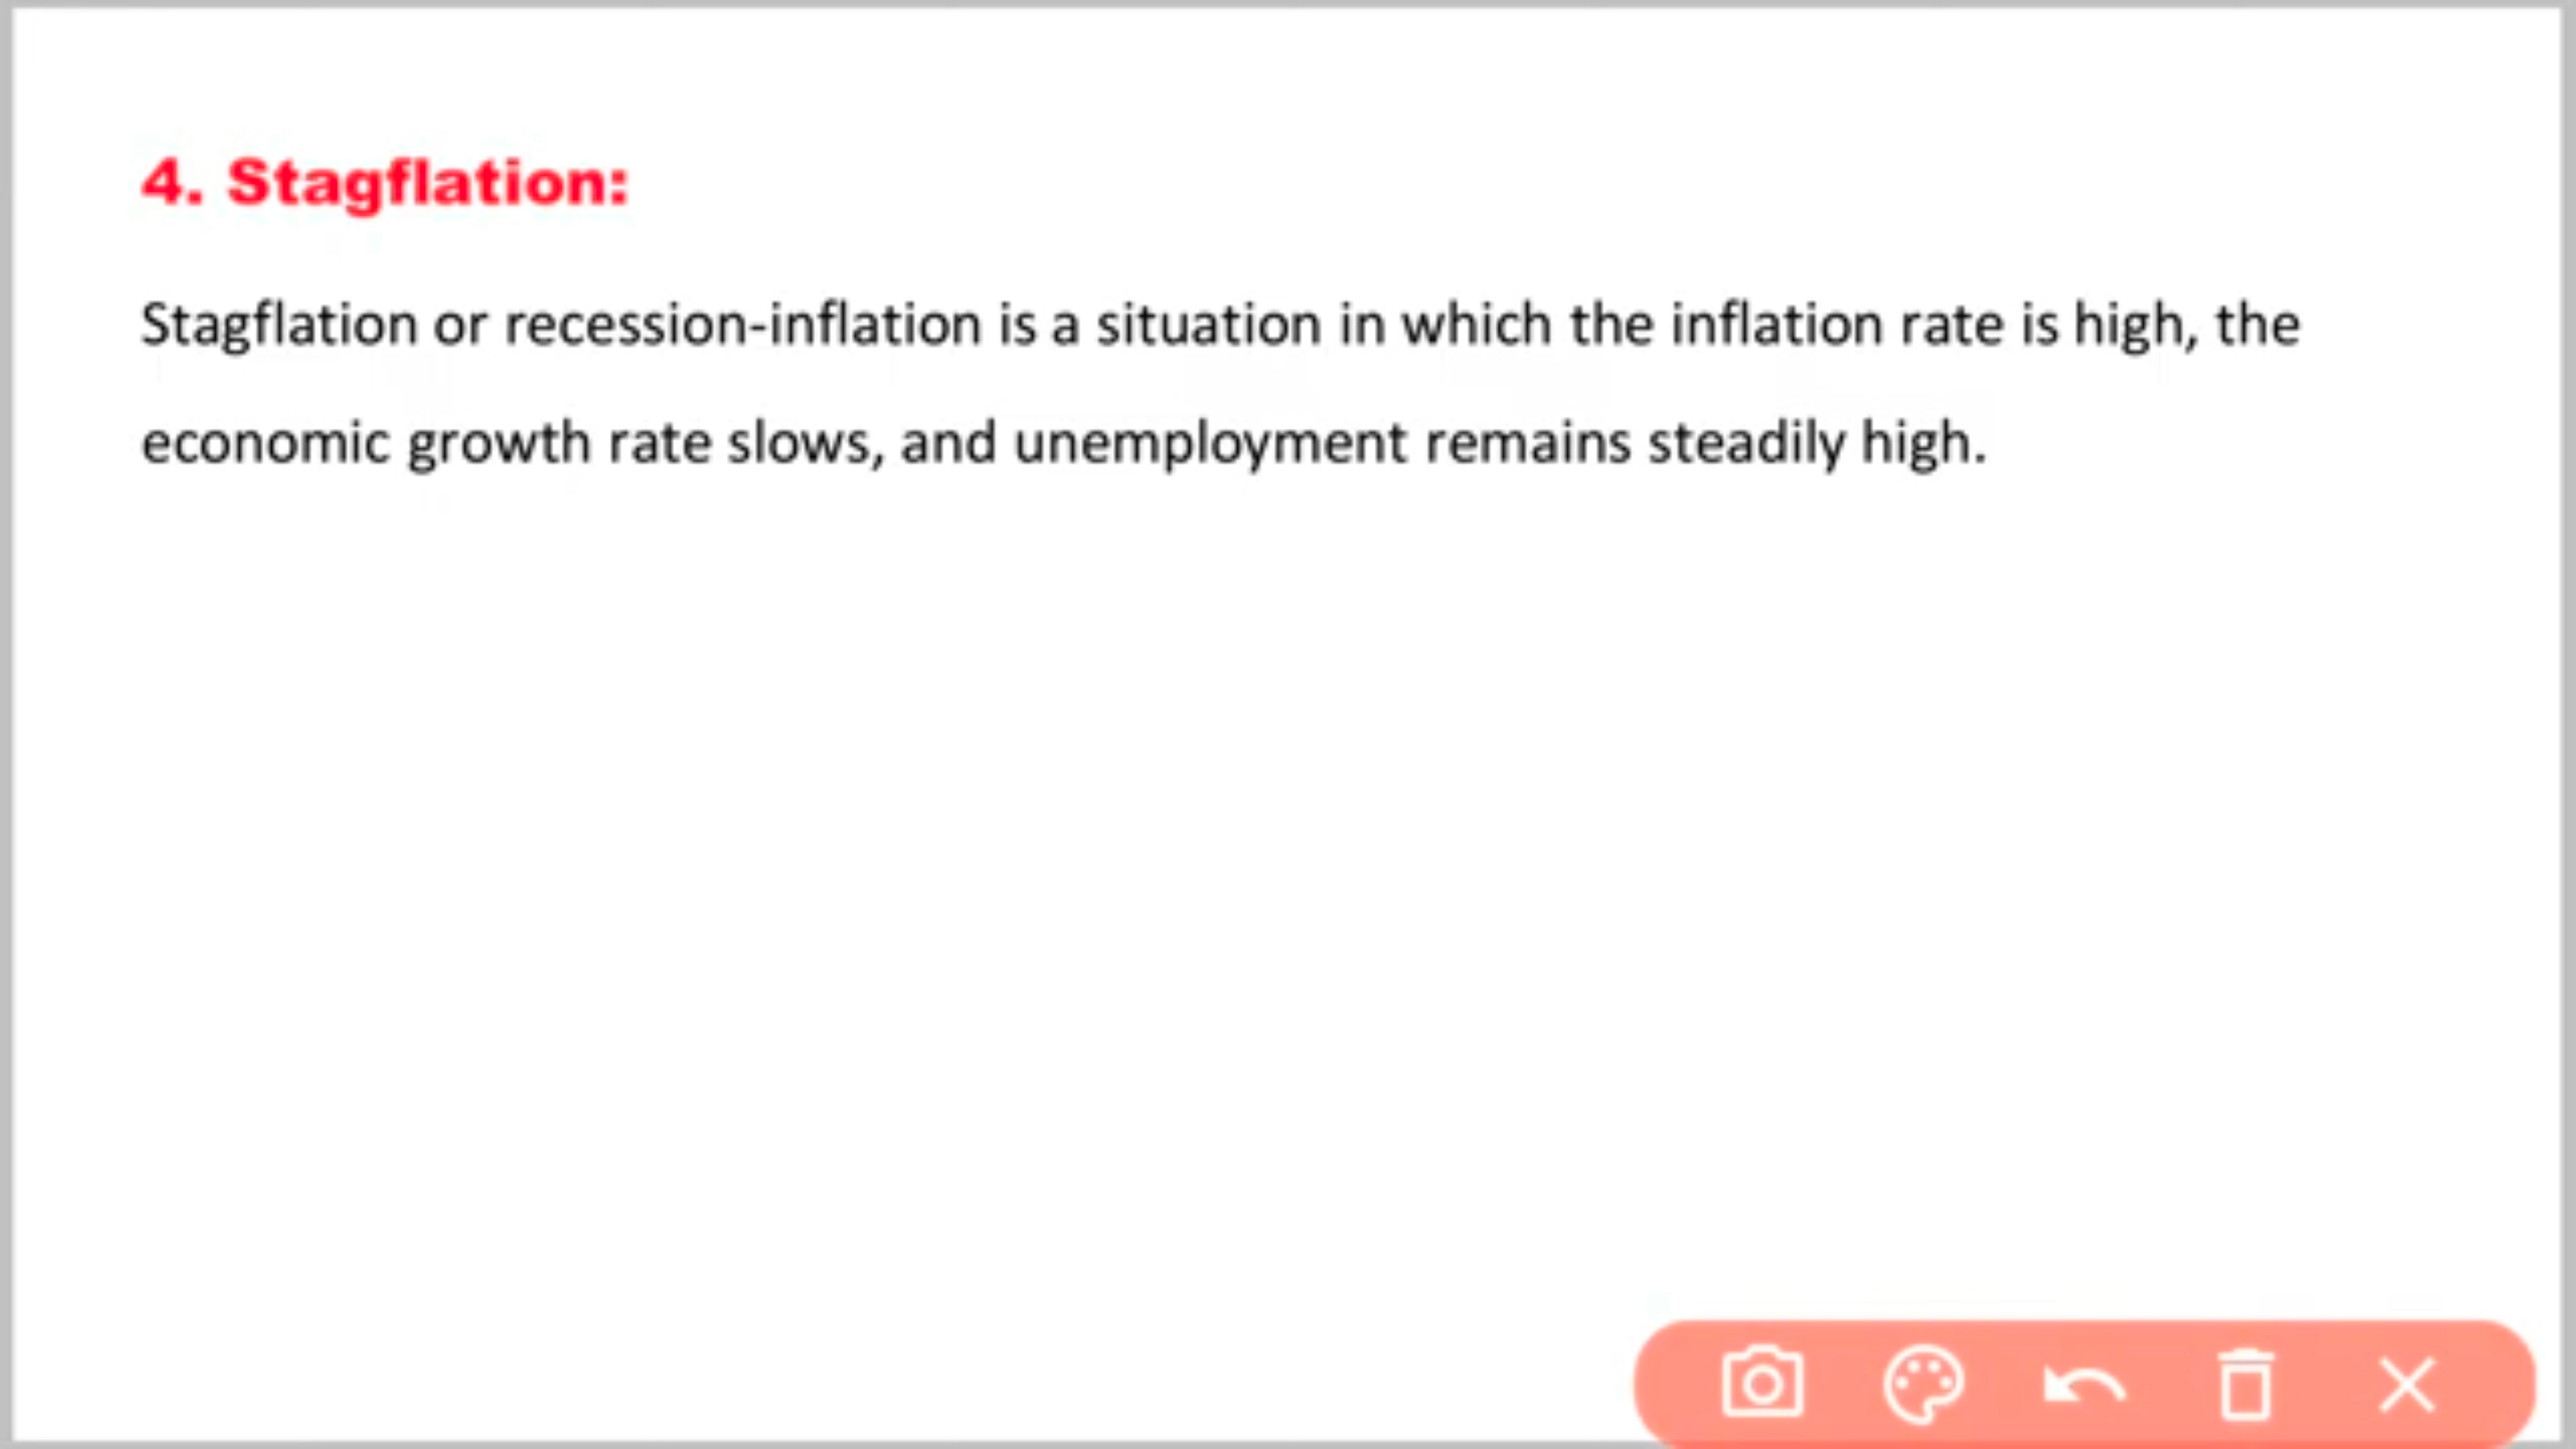 4. Stagflation:
Stagflation or recession-inflation is a situation in which the inflation rate is high, the
economic growth rate slows, and unemployment remains steadily high.